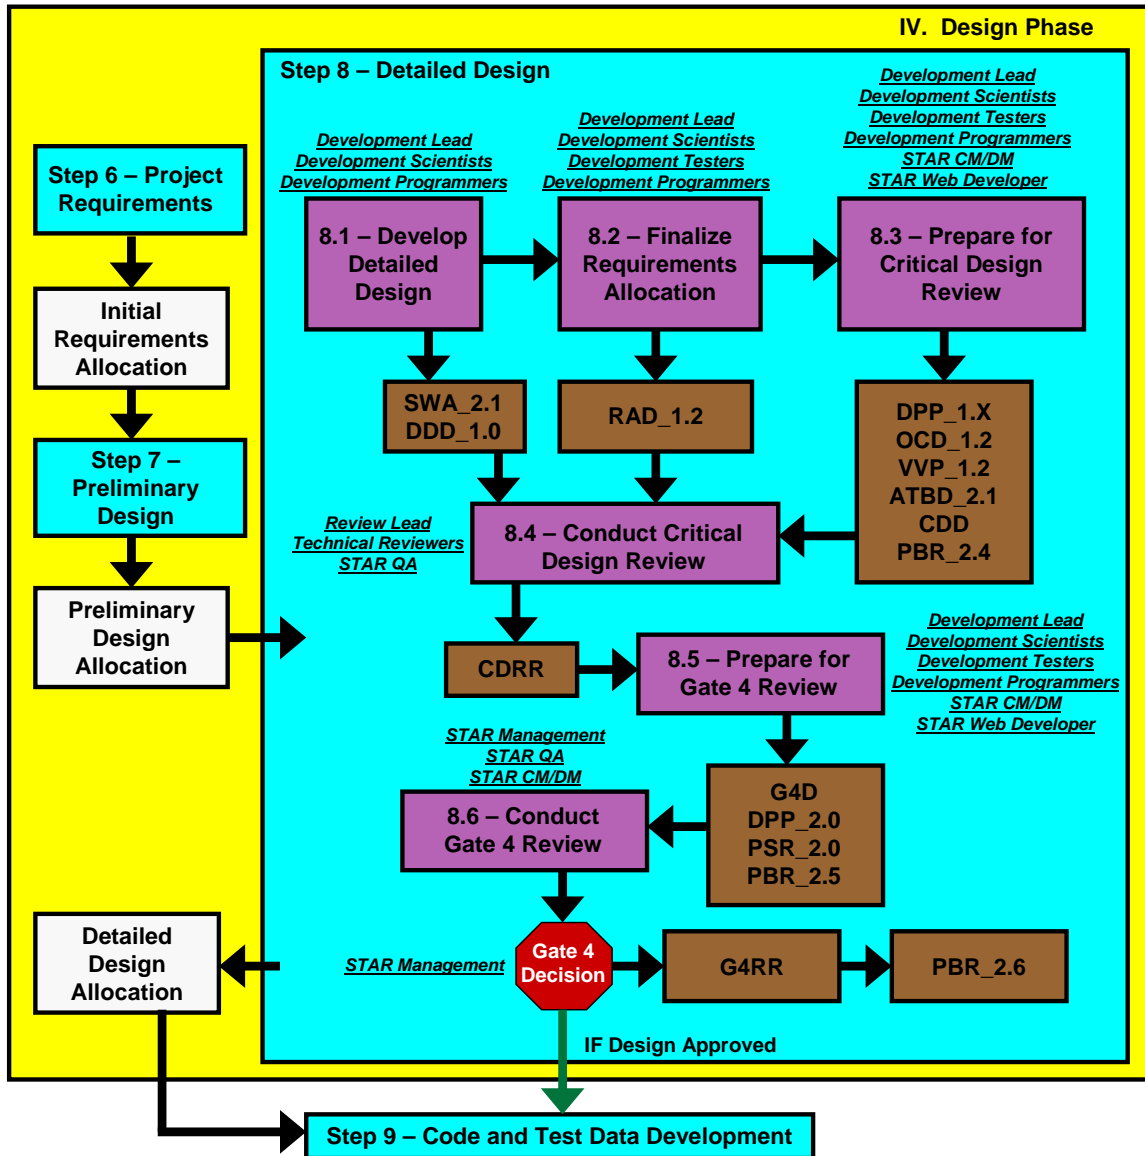 IV. Design Phase
Step 8 – Detailed Design
Development Lead
Development Scientists
Development Programmers
Development Lead
Development Scientists
Development Testers
Development Programmers
Development Lead
Development Scientists
Development Testers
Development Programmers
STAR CM/DM
STAR Web Developer
Step 6 – Project
Requirements
Initial
Requirements
Allocation
Step 7 –
Preliminary
Design
Preliminary
Design
Allocation
8.1 – Develop
Detailed
Design
8.2 – Finalize
Requirements
Allocation
8.3 – Prepare for
Critical Design
Review
SWA_2.1
DDD_1.0
RAD_1.2
DPP_1.X
OCD_1.2
VVP_1.2
ATBD_2.1
CDD
PBR_2.4
Review Lead
Technical Reviewers
STAR QA
8.4 – Conduct Critical
Design Review
CDRR
8.5 – Prepare for
Gate 4 Review
Development Lead
Development Scientists
Development Testers
Development Programmers
STAR CM/DM
STAR Web Developer
STAR Management
STAR QA
STAR CM/DM
8.6 – Conduct
Gate 4 Review
G4D
DPP_2.0
PSR_2.0
PBR_2.5
Detailed
Design
Allocation
STAR Management
Gate 4
Decision
G4RR
PBR_2.6
IF Design Approved
Step 9 – Code and Test Data Development